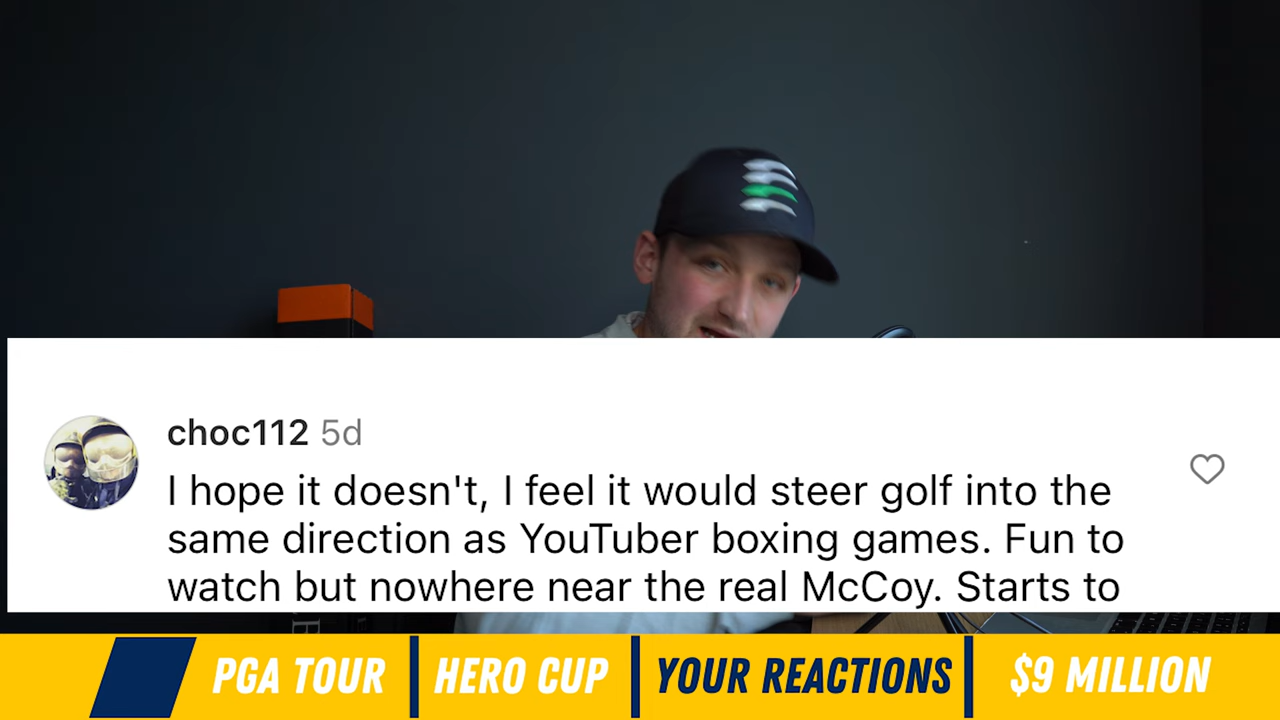 choc112 5d
I hope it doesn't, I feel it would steer golf into the
same direction as YouTuber boxing games. Fun to
watch but nowhere near the real McCoy. Starts to
PGA TOUR HERO CUP YOUR REACTIONS $9 MILLION